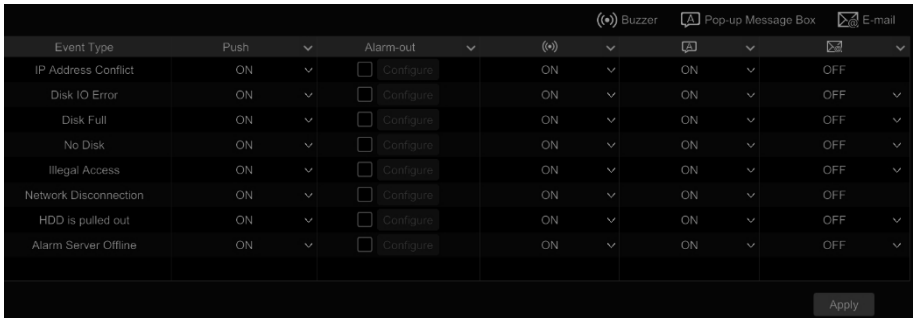 Buzzer Pop-up Message Box E-mail
Event Type Push Alarm-out
IP Address Conflict ON Configure ON ON OFF
Disk IO Error ON Configure ON ON OFF
Disk Full ON Configure ON ON OFF
No Disk ON Configure ON ON OFF
Illegal Access ON Configure ON ON OFF
Network Disconnection ON Configure ON ON OFF
HDD is pulled out ON Configure ON ON OFF
Alarm Server Offline ON Configure ON ON OFF
Apply